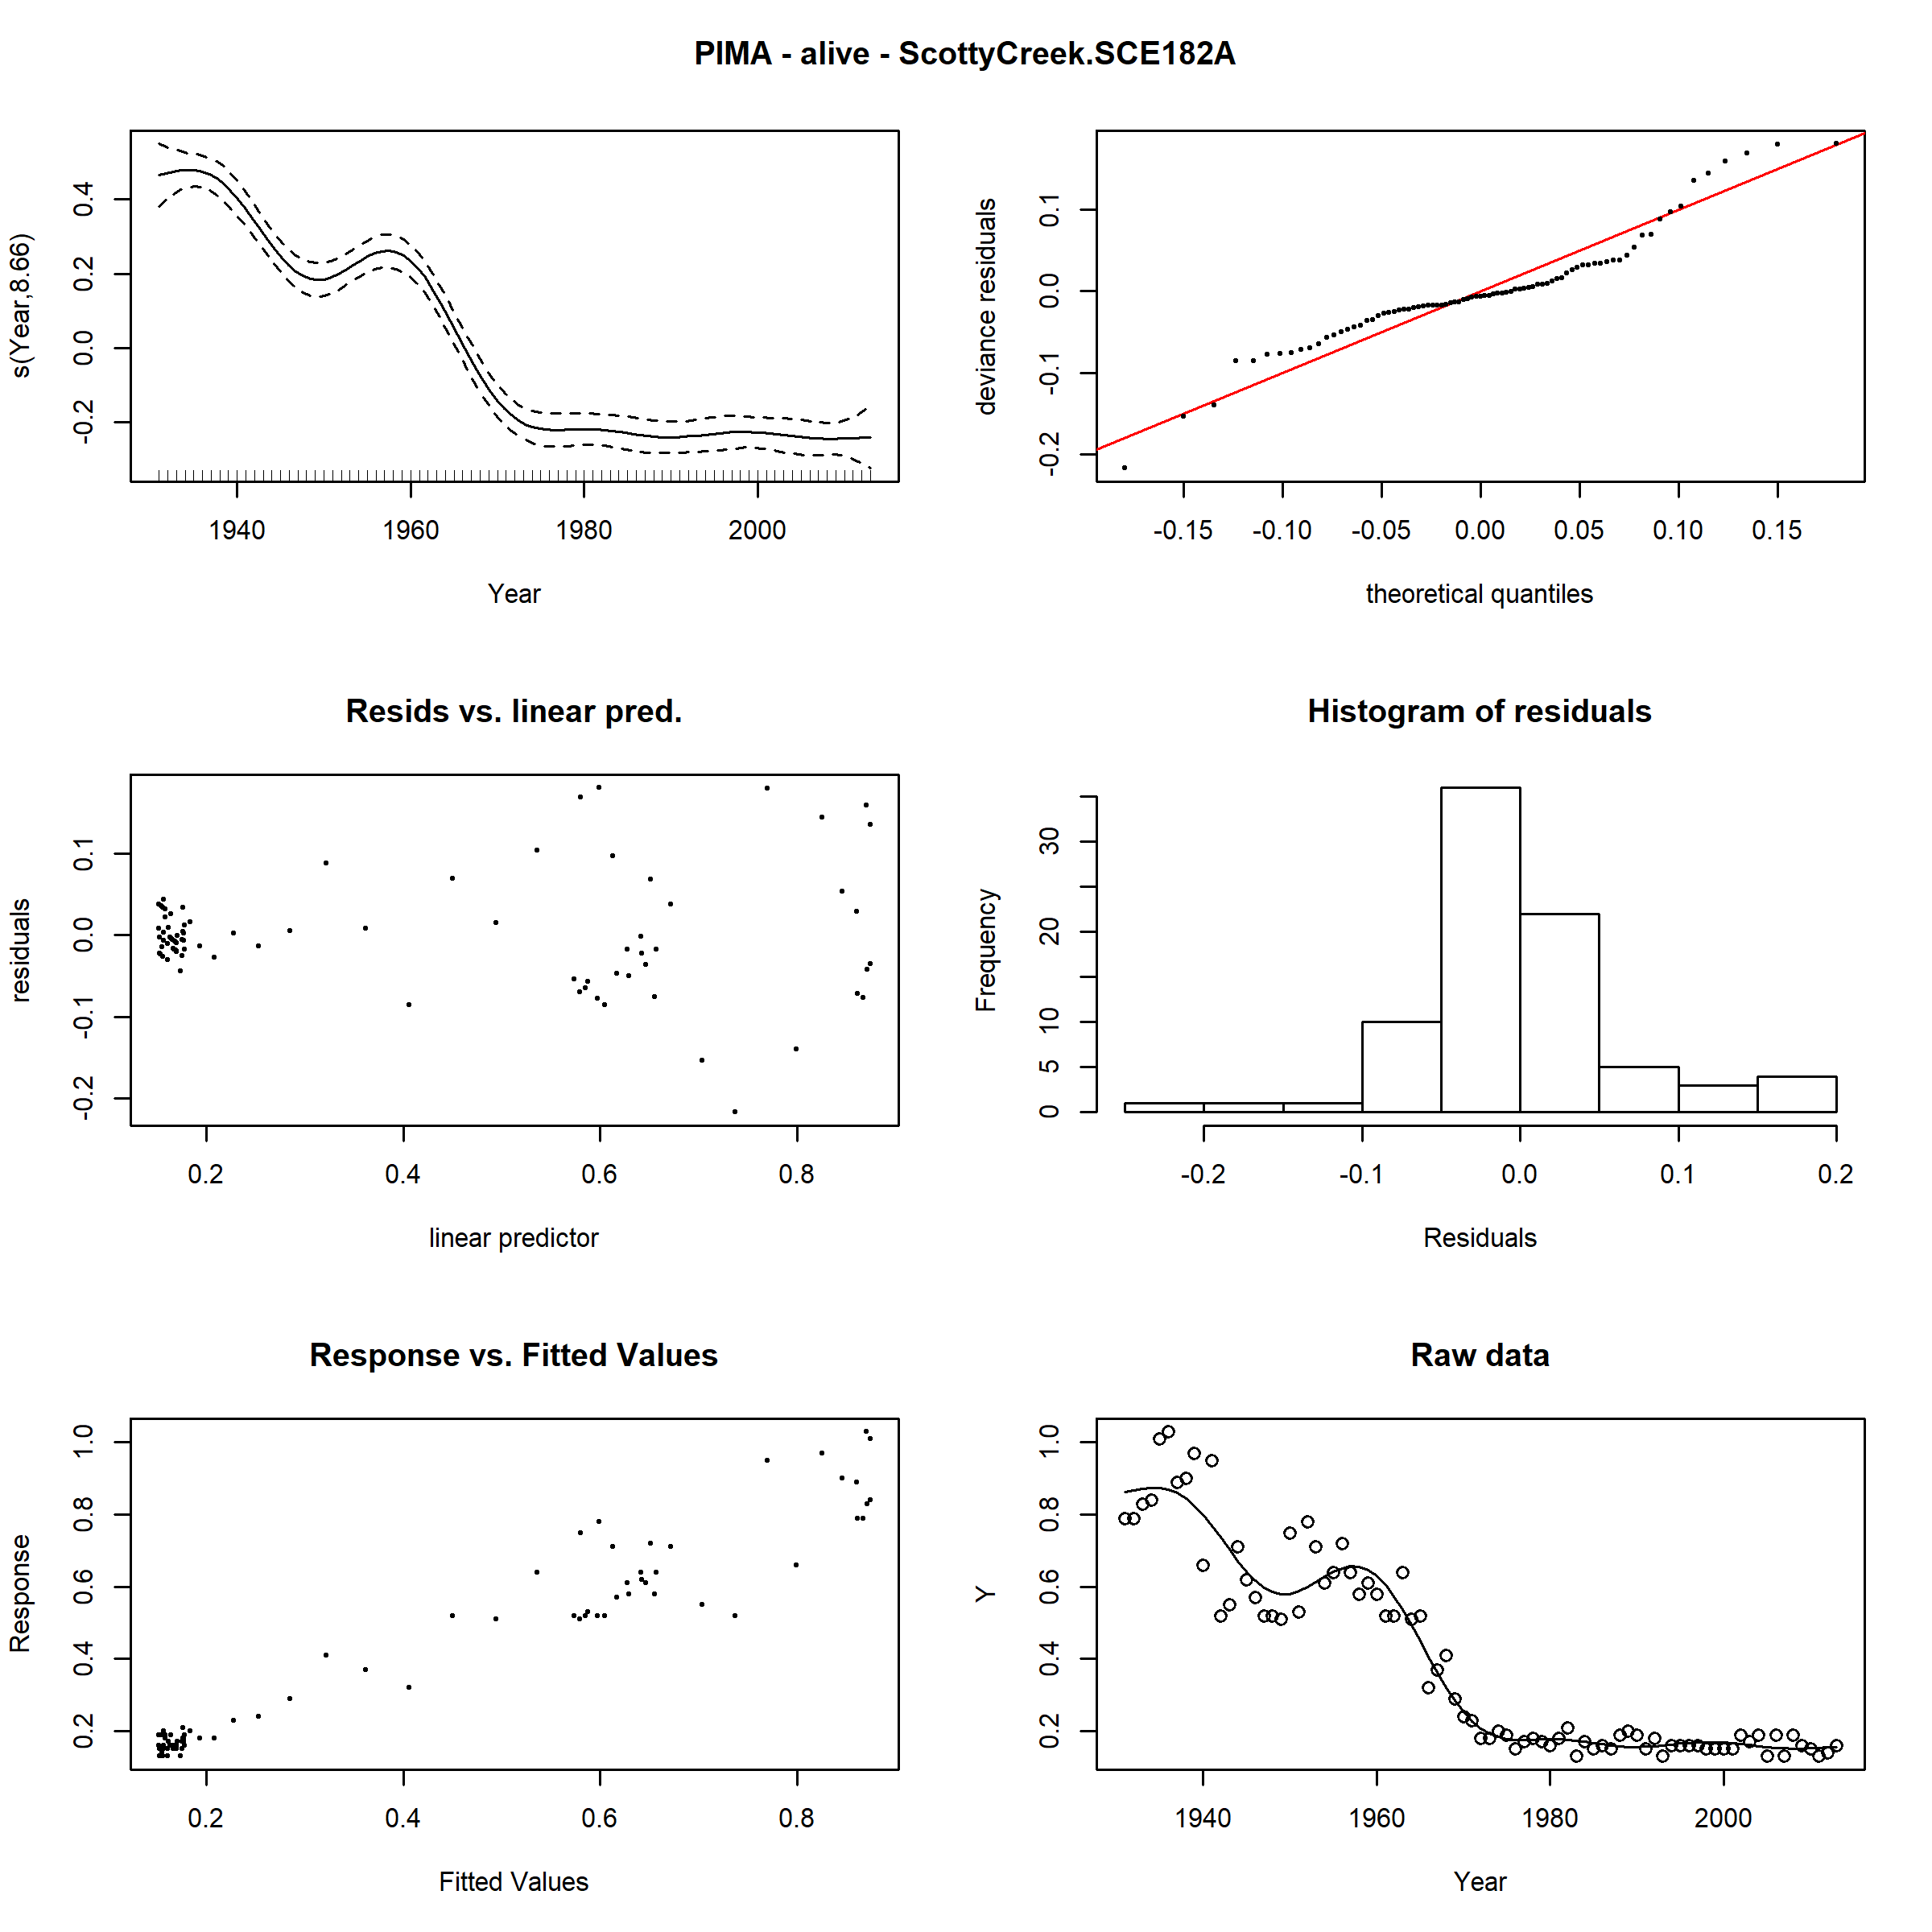 PIMA - alive - ScottyCreek.SCE182A
s(Year,8.66)
0.4
0.2
0.0
-0.2
1940 1960 1980 2000
Year
deviance residuals
0.1
0.0
-0.1
-0.2
-0.15 -0.10 -0.05 0.00 0.05 0.10 0.15
theoretical quantiles
Resids vs. linear pred.
residuals
0.1
0.0
-0.1
-0.2
0.2 0.4 0.6 0.8
linear predictor
Histogram of residuals
Frequency
30
20
10
5
0
-0.2 -0.1 0.0 0.1 0.2
Residuals
Response vs. Fitted Values
Response
1.0
0.8
0.6
0.4
0.2
0.2 0.4 0.6 0.8
Fitted Values
Raw data
Y
1.0
0.8
0.6
0.4
0.2
1940 1960 1980 2000
Year